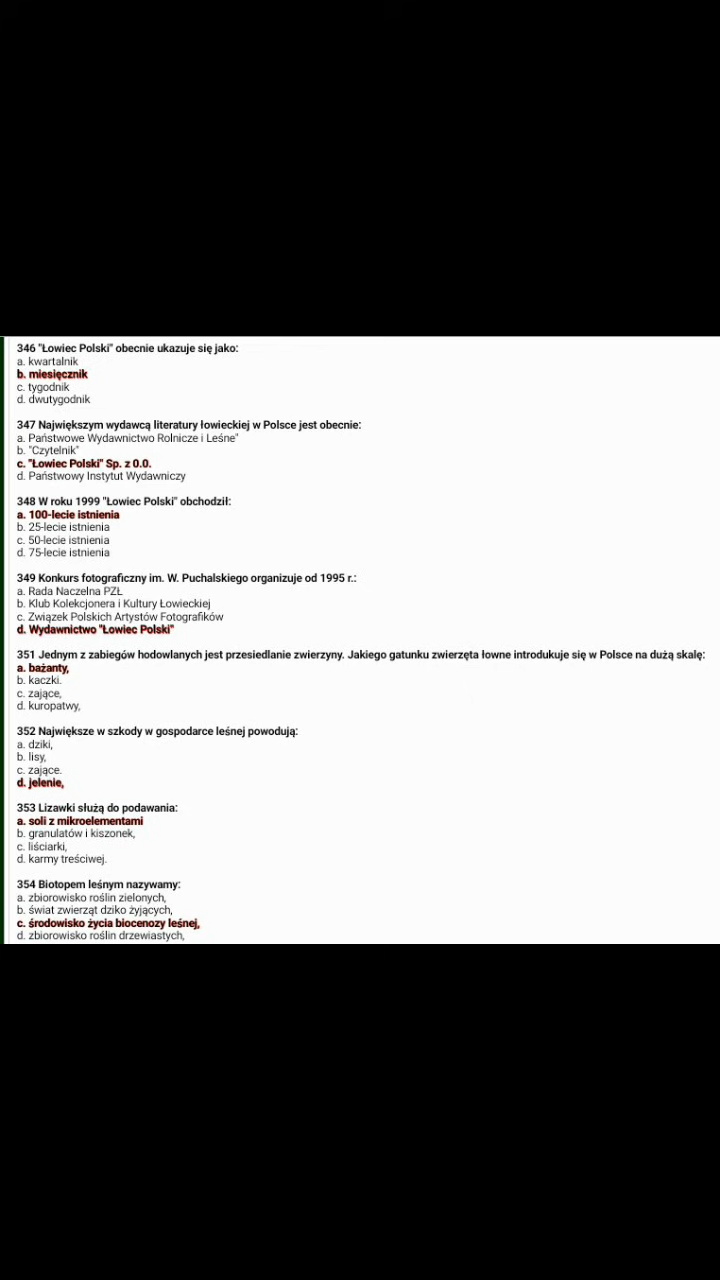 346 "Łowiec Polski" obecnie ukazuje się jako:
a. kwartalnik
b. miesięcznik
c. tygodnik
d. dwutygodnik
347 Największym wydawcą literatury łowieckiej w Polsce jest obecnie:
a. Państwowe Wydawnictwo Rolnicze i Leśne"
b. "Czytelnik"
c. "Łowiec Polski" Sp. z 0.0.
d. Państwowy Instytut Wydawniczy
348 W roku 1999 "Łowiec Polski" obchodził:
a. 100-lecie istnienia
b. 25-lecie istnienia
c. 50-lecie istnienia
d. 75-lecie istnienia
349 Konkurs fotograficzny im. W. Puchalskiego organizuje od 1995 r.:
a. Rada Naczelna PZŁ
b. Klub Kolekcjonera i Kultury Łowieckiej
c. Związek Polskich Artystów Fotografików
d. Wydawnictwo "Łowiec Polski"
351 Jednym z zabiegów hodowlanych jest przesiedlanie zwierzyny. Jakiego gatunku zwierzęta łowne introdukuje się w Polsce na dużą skalę:
a. bażanty,
b. kaczki.
c. zające,
d. kuropatwy,
352 Największe w szkody w gospodarce leśnej powodują:
a. dziki,
b. lisy,
c. zające.
d. jelenie,
353 Lizawki służą do podawania:
a. soli z mikroelementami
b. granulatów i kiszonek,
c. liściarki,
d. karmy treściwej.
354 Biotopem leśnym nazywamy:
a. zbiorowisko roślin zielonych,
b. świat zwierząt dziko żyjących,
c. środowisko życia biocenozy leśnej,
d. zbiorowisko roślin drzewiastych,